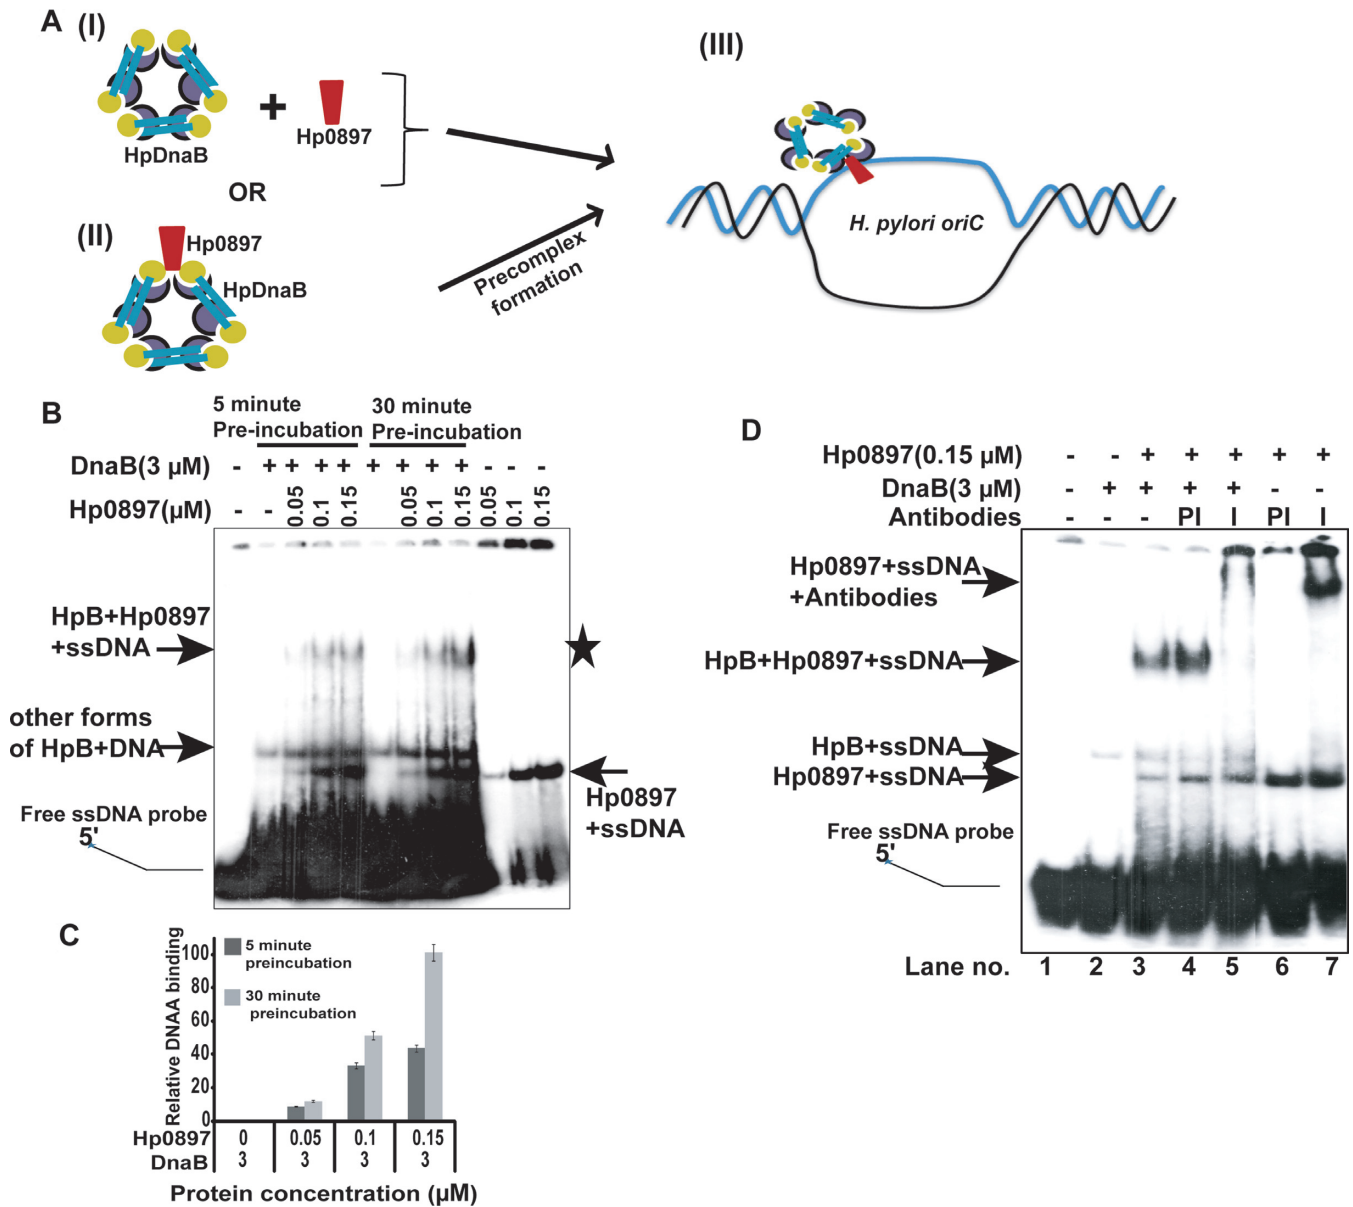 A (I)
HpDnaB
+
Hp0897
OR
(II)
Hp0897
HpDnaB
Precomplex
formation
(III)
H. pylori oriC
B
5 minute
Pre-incubation
30 minute
Pre-incubation
DnaB(3 µM) - + + + + + + + + - - -
Hp0897(µM) - - 0.05 0.1 0.15 - 0.05 0.1 0.15 0.05 0.1 0.15
HpB+Hp0897
+ssDNA
other forms
of HpB+DNA
Hp0897
+ssDNA
Free ssDNA probe
5'
C
Relative DNAA binding
100
80
60
40
20
0
5 minute
preincubation
30 minute
preincubation
Hp0897 0 0.05 0.1 0.15
DnaB 3 3 3 3
Protein concentration (µM)
D
Hp0897(0.15 µM) - - + + + + +
DnaB(3 µM) - + + + + - -
Antibodies - - - PI I PI I
Hp0897+ssDNA
+Antibodies
HpB+Hp0897+ssDNA
HpB+ssDNA
Hp0897+ssDNA
Free ssDNA probe
5'
Lane no. 1 2 3 4 5 6 7